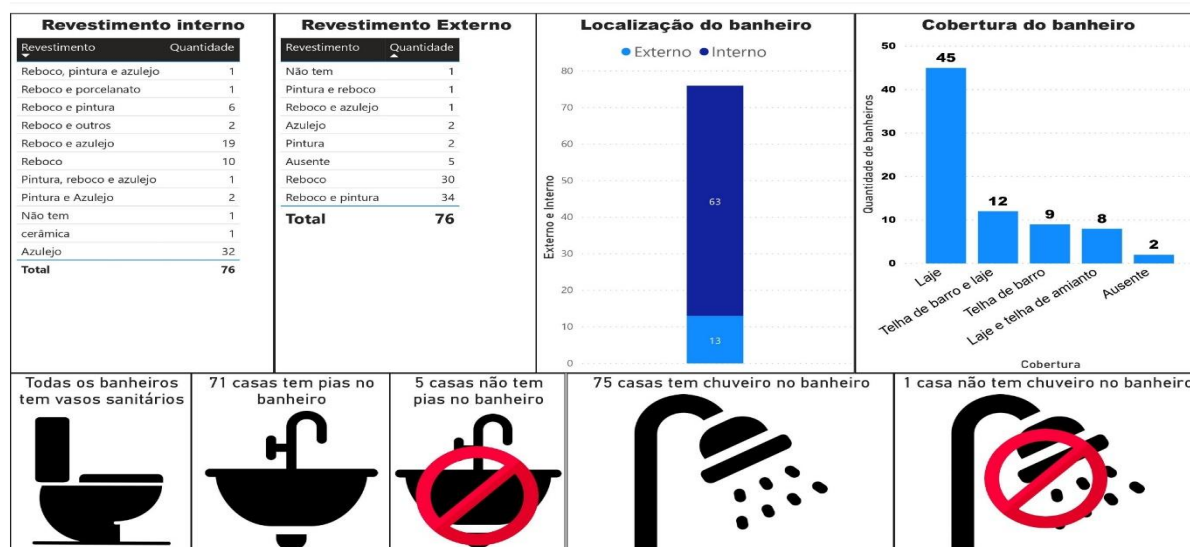 Revestimento interno
Revestimento Quantidade
Reboco, pintura e azulejo 1
Reboco e porcelanato 1
Reboco e pintura 6
Reboco e outros 2
Reboco e azulejo 19
Reboco 10
Pintura, reboco e azulejo 1
Pintura e Azulejo 2
Não tem 1
cerâmica 1
Azulejo 32
Total 76
Revestimento Externo
Revestimento Quantidade
Não tem 1
Pintura e reboco 1
Reboco e azulejo 1
Azulejo 2
Pintura 2
Ausente 5
Reboco 30
Reboco e pintura 34
Total 76
Localização do banheiro
Externo Interno
Externo e Interno
80
70
60
50
40
30
20
10
0
63
13
Cobertura do banheiro
Quantidade de banheiros
50
40
30
20
10
0
45
12
9
8
2
Laje
Telha de barro e laje
Telha de barro
Laje e telha de amianto
Ausente
Cobertura
Todas os banheiros
tem vasos sanitários
71 casas tem pias no
banheiro
5 casas não tem
pias no banheiro
75 casas tem chuveiro no banheiro
1 casa não tem chuveiro no banheiro